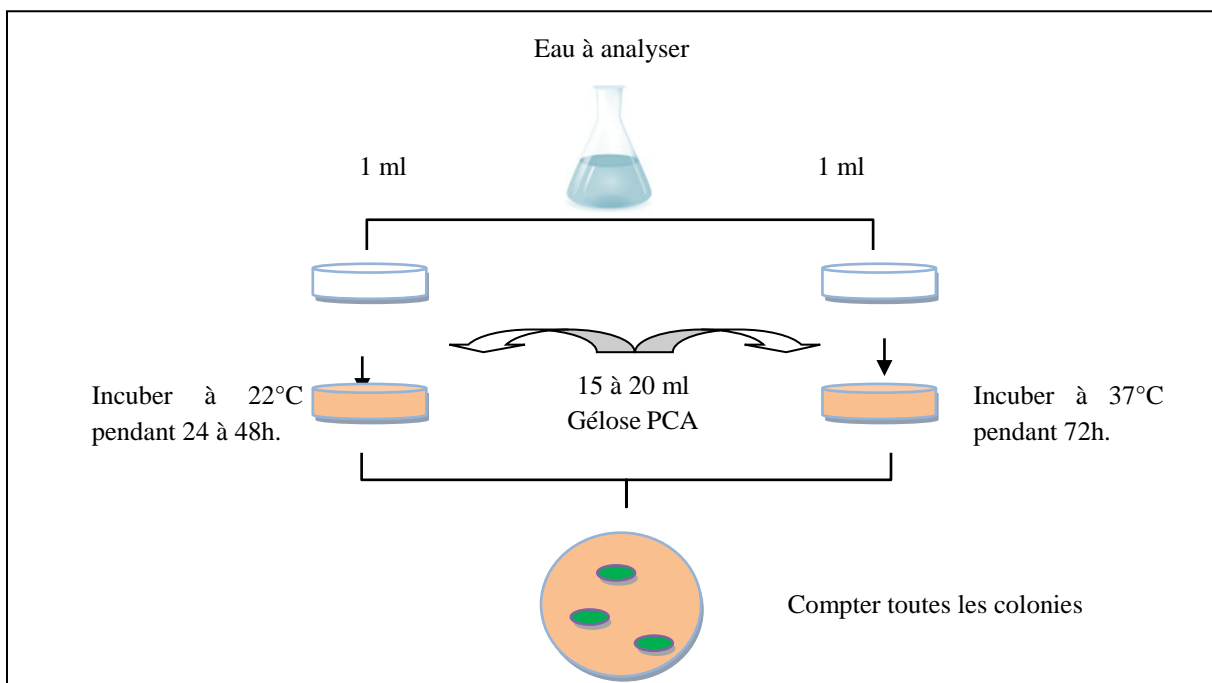 Eau à analyser
1 ml
1 ml
Incuber à 22°C
pendant 24 à 48h.
15 à 20 ml
Gélose PCA
Incuber à 37°C
pendant 72h.
Compter toutes les colonies